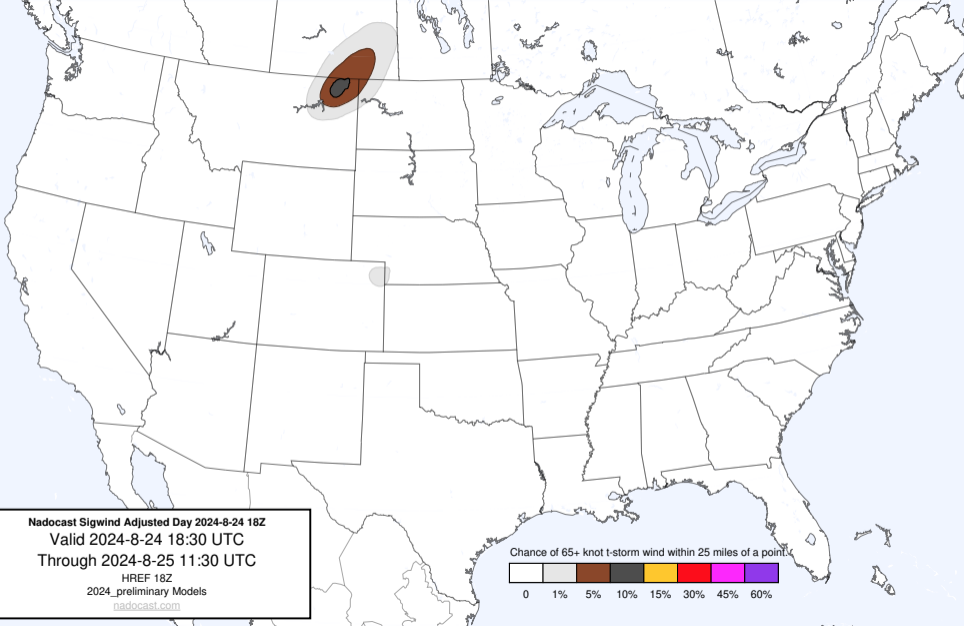 Nadocast Sigwind Adjusted Day 2024-8-24 18Z
Valid 2024-8-24 18:30 UTC
Through 2024-8-25 11:30 UTC
HREF 18Z
2024_preliminary Models
nadocast.com
Chance of 65+ knot t-storm wind within 25 miles of a point.
0 1% 5% 10% 15% 30% 45% 60%